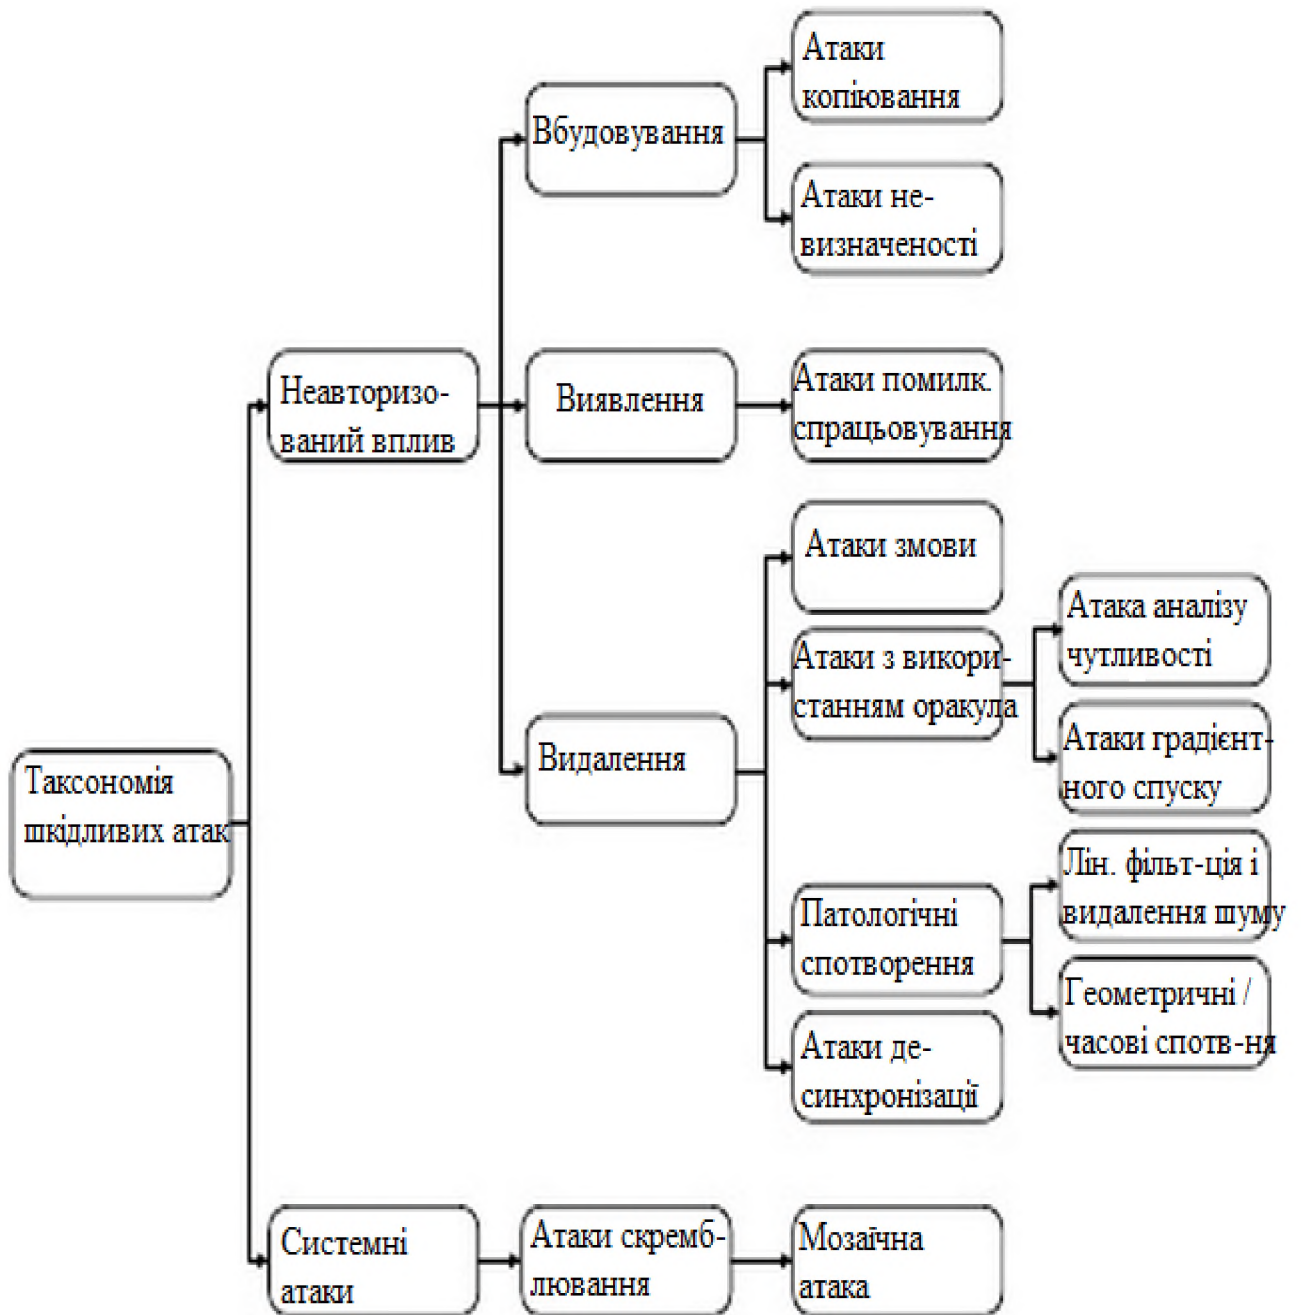 Атаки
копіювання
Вбудовування
Атаки не-
визначеності
Неавторизо-
ваний вплив
Виявлення
Атаки помилк.
спрацьовування
Атаки змови
Атака аналізу
чутливості
Атаки з викори-
станням оракула
Видалення
Атаки градієнт-
ного спуску
Таксономія
шкідливих атак
Лін. фільт-ція і
видалення шуму
Патологічні
спотворення
Геометричні /
часові спотв-ня
Атаки де-
синхронізації
Системні
атаки
Атаки скремб-
лювання
Мозаїчна
атака